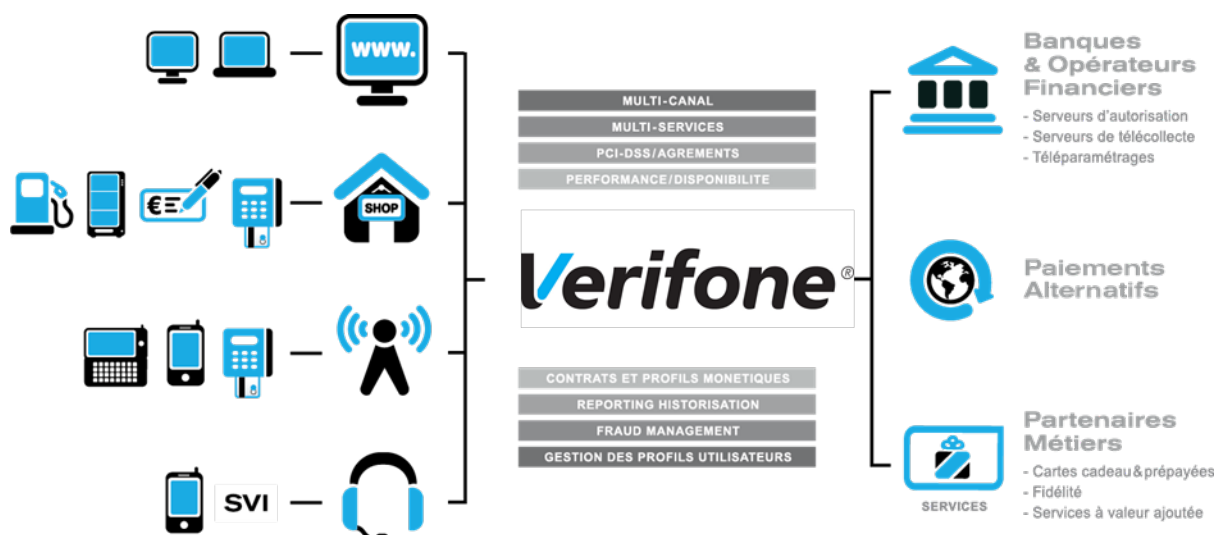 www.
€
SHOP
SVI
MULTI-CANAL
MULTI-SERVICES
PCI-DSS/AGREMENTS
PERFORMANCE/DISPONIBILITE
Verifone®
CONTRATS ET PROFILS MONETIQUES
REPORTING HISTORISATION
FRAUD MANAGEMENT
GESTION DES PROFILS UTILISATEURS
Banques
& Opérateurs
Financiers
- Serveurs d'autorisation
- Serveurs de télécollecte
- Téléparamétrages
Paiements
Alternatifs
SERVICES
Partenaires
Métiers
- Cartes cadeau&prépayées
- Fidélité
- Services à valeur ajoutée